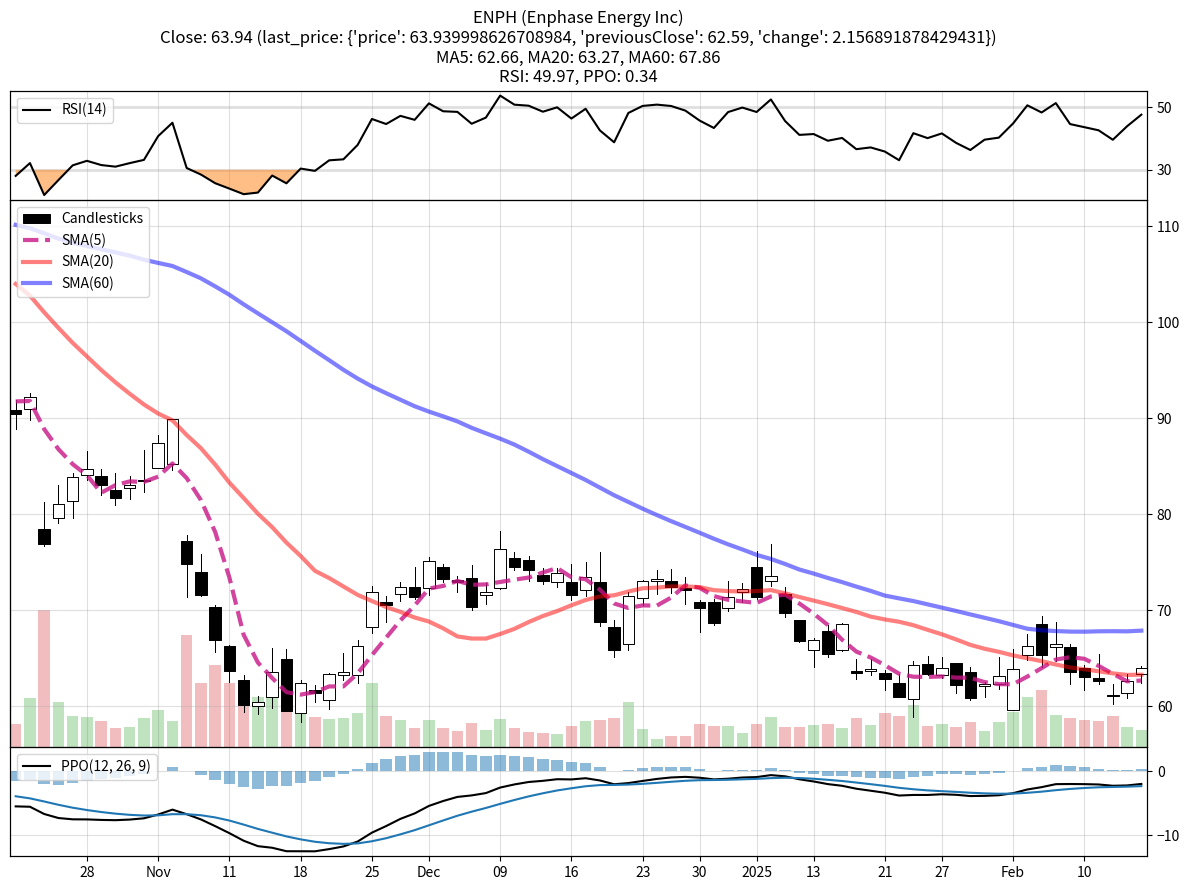 ENPH (Enphase Energy Inc)
Close: 63.94 (last_price: {'price': 63.939998626708984, 'previousClose': 62.59, 'change': 2.156891878429431})
MA5: 62.66, MA20: 63.27, MA60: 67.86
RSI: 49.97, PPO: 0.34
RSI(14)
50
30
Candlesticks
SMA(5)
SMA(20)
SMA(60)
110
100
90
80
70
60
PPO(12, 26, 9)
0
−10
28 Nov 11 18 25 Dec 09 16 23 30 2025 13 21 27 Feb 10